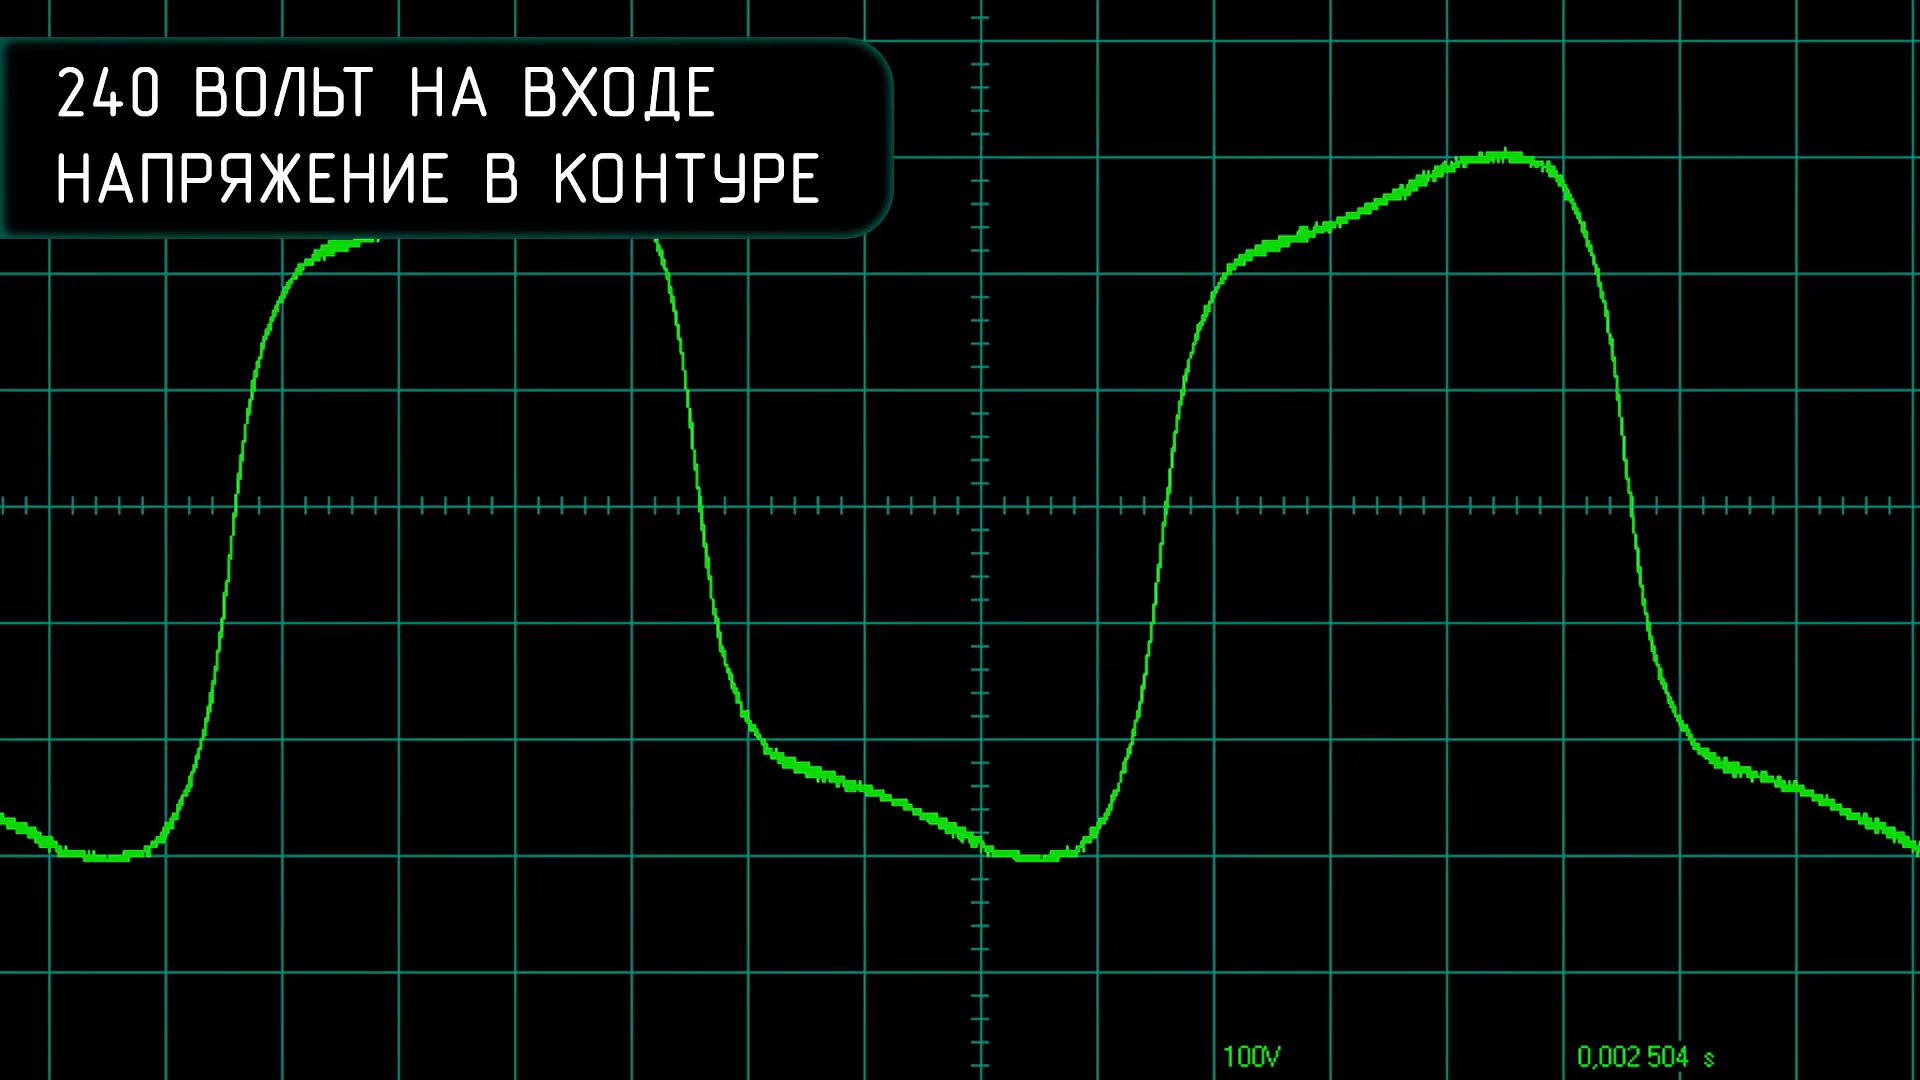 240 ВОЛЬТ НА ВХОДЕ
НАПРЯЖЕНИЕ В КОНТУРЕ
100V
0,002 504 s